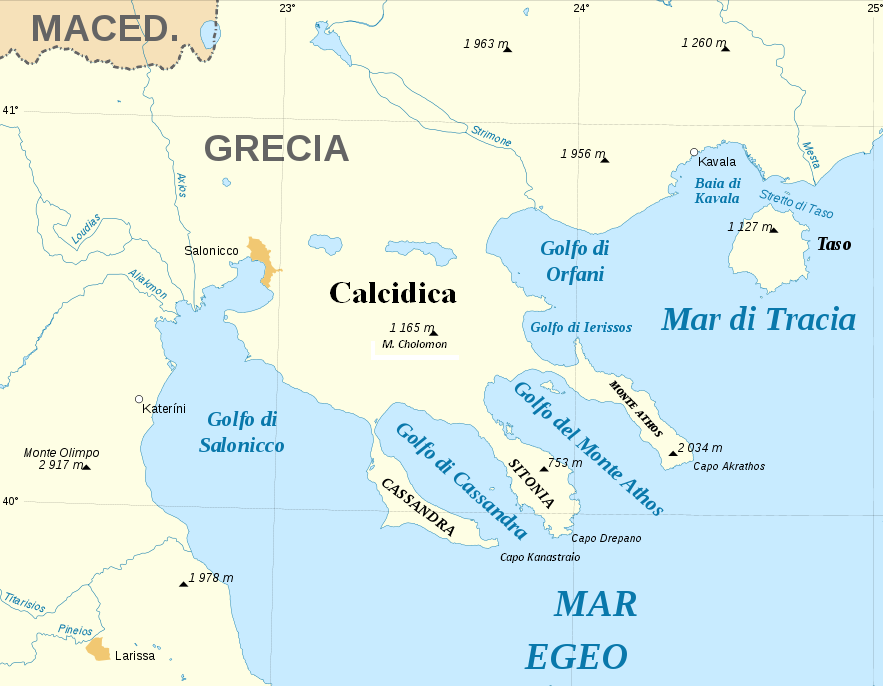 23°
24°
25°
MACED.
1 963 m
1 260 m
41°
Strimone
GRECIA
1 956 m
Kavala
Mesta
Axios
Baia di
Kavala
Stretto di Taso
Loudias
1 127 m
Taso
Salonicco
Golfo di
Orfani
Aliakmon
Calcidica
Mar di Tracia
1 165 m
M. Cholomon
Golfo di Ierissos
Kateríni
MONTE ATHOS
Golfo di
Salonicco
Golfo del Monte Athos
Golfo di Cassandra
2 034 m
Capo Akrathos
Monte Olimpo
2 917 m
753 m
SITONIA
CASSANDRA
40°
Capo Drepano
Capo Kanastraio
1 978 m
MAR
EGEO
Titarisios
Pineios
Larissa